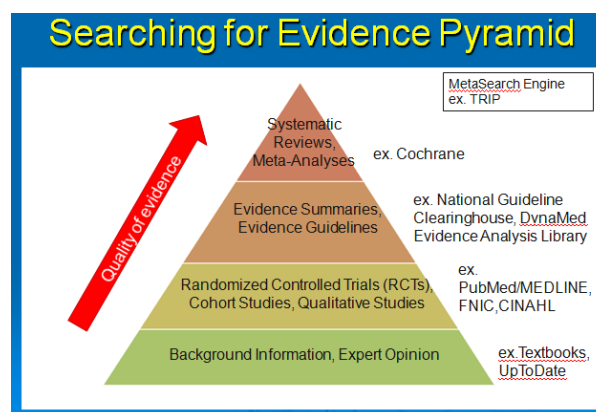 Searching for Evidence Pyramid
MetaSearch Engine
ex. TRIP
Systematic
Reviews,
Meta-Analyses
ex. Cochrane
Quality of evidence
Evidence Summaries,
Evidence Guidelines
ex. National Guideline
Clearinghouse, DynaMed
Evidence Analysis Library
Randomized Controlled Trials (RCTs),
Cohort Studies, Qualitative Studies
ex.
PubMed/MEDLINE,
FNIC,CINAHL
Background Information, Expert Opinion
ex.Textbooks,
UpToDate